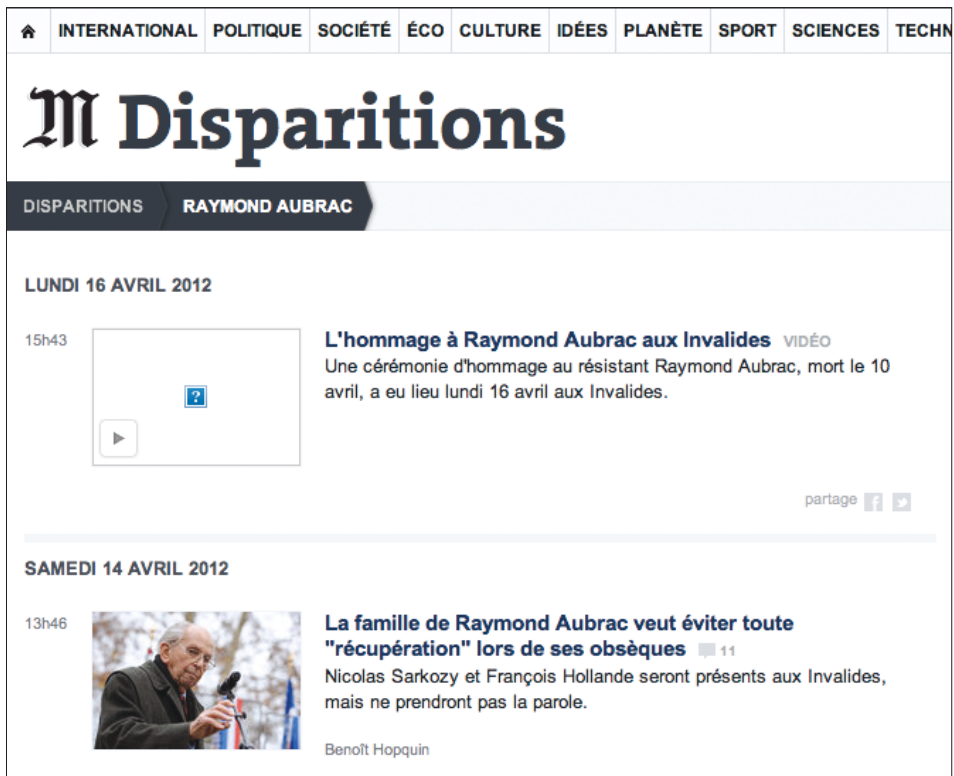 INTERNATIONAL POLITIQUE SOCIÉTÉ ÉCO CULTURE IDÉES PLANÈTE SPORT SCIENCES TECHN
M Disparitions
DISPARITIONS RAYMOND AUBRAC
LUNDI 16 AVRIL 2012
15h43
L'hommage à Raymond Aubrac aux Invalides VIDÉO
Une cérémonie d'hommage au résistant Raymond Aubrac, mort le 10
avril, a eu lieu lundi 16 avril aux Invalides.
partage
SAMEDI 14 AVRIL 2012
13h46
La famille de Raymond Aubrac veut éviter toute
"récupération" lors de ses obsèques 11
Nicolas Sarkozy et François Hollande seront présents aux Invalides,
mais ne prendront pas la parole.
Benoît Hopquin